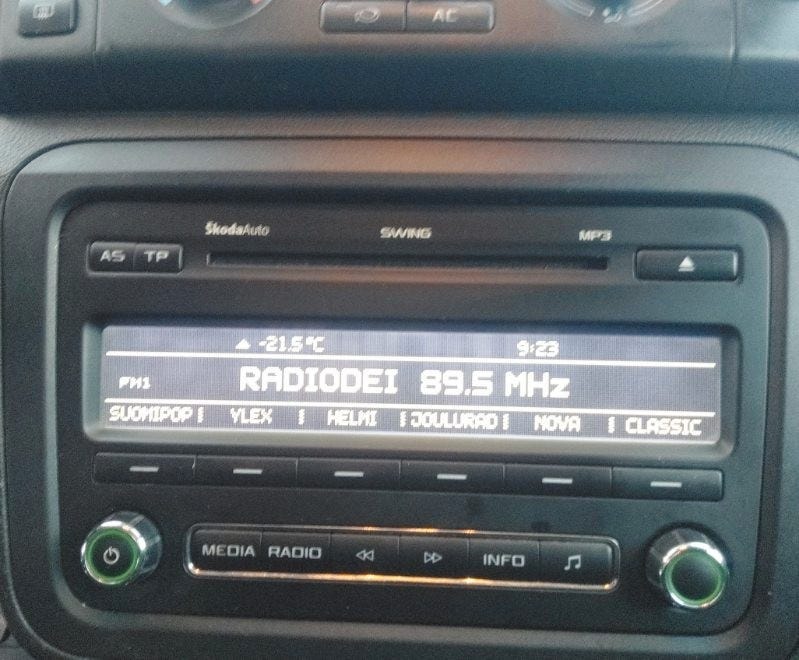 AC
ŠkodaAuto SWING MP3
AS TP
-21.5°C 9:23
FM1 RADIODEI 89.5 MHz
SUOMIPOP YLEX HELMI JOULURAD NOVA CLASSIC
MEDIA RADIO INFO